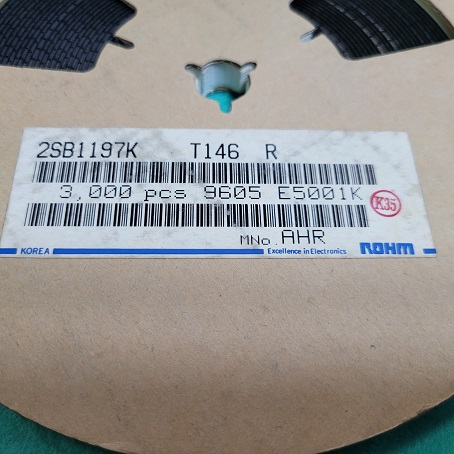 2SB1197K T146 R
3,000 pcs 9605 E5001K
K35
MNo. AHR
KOREA Excellence in Electronics ROHM